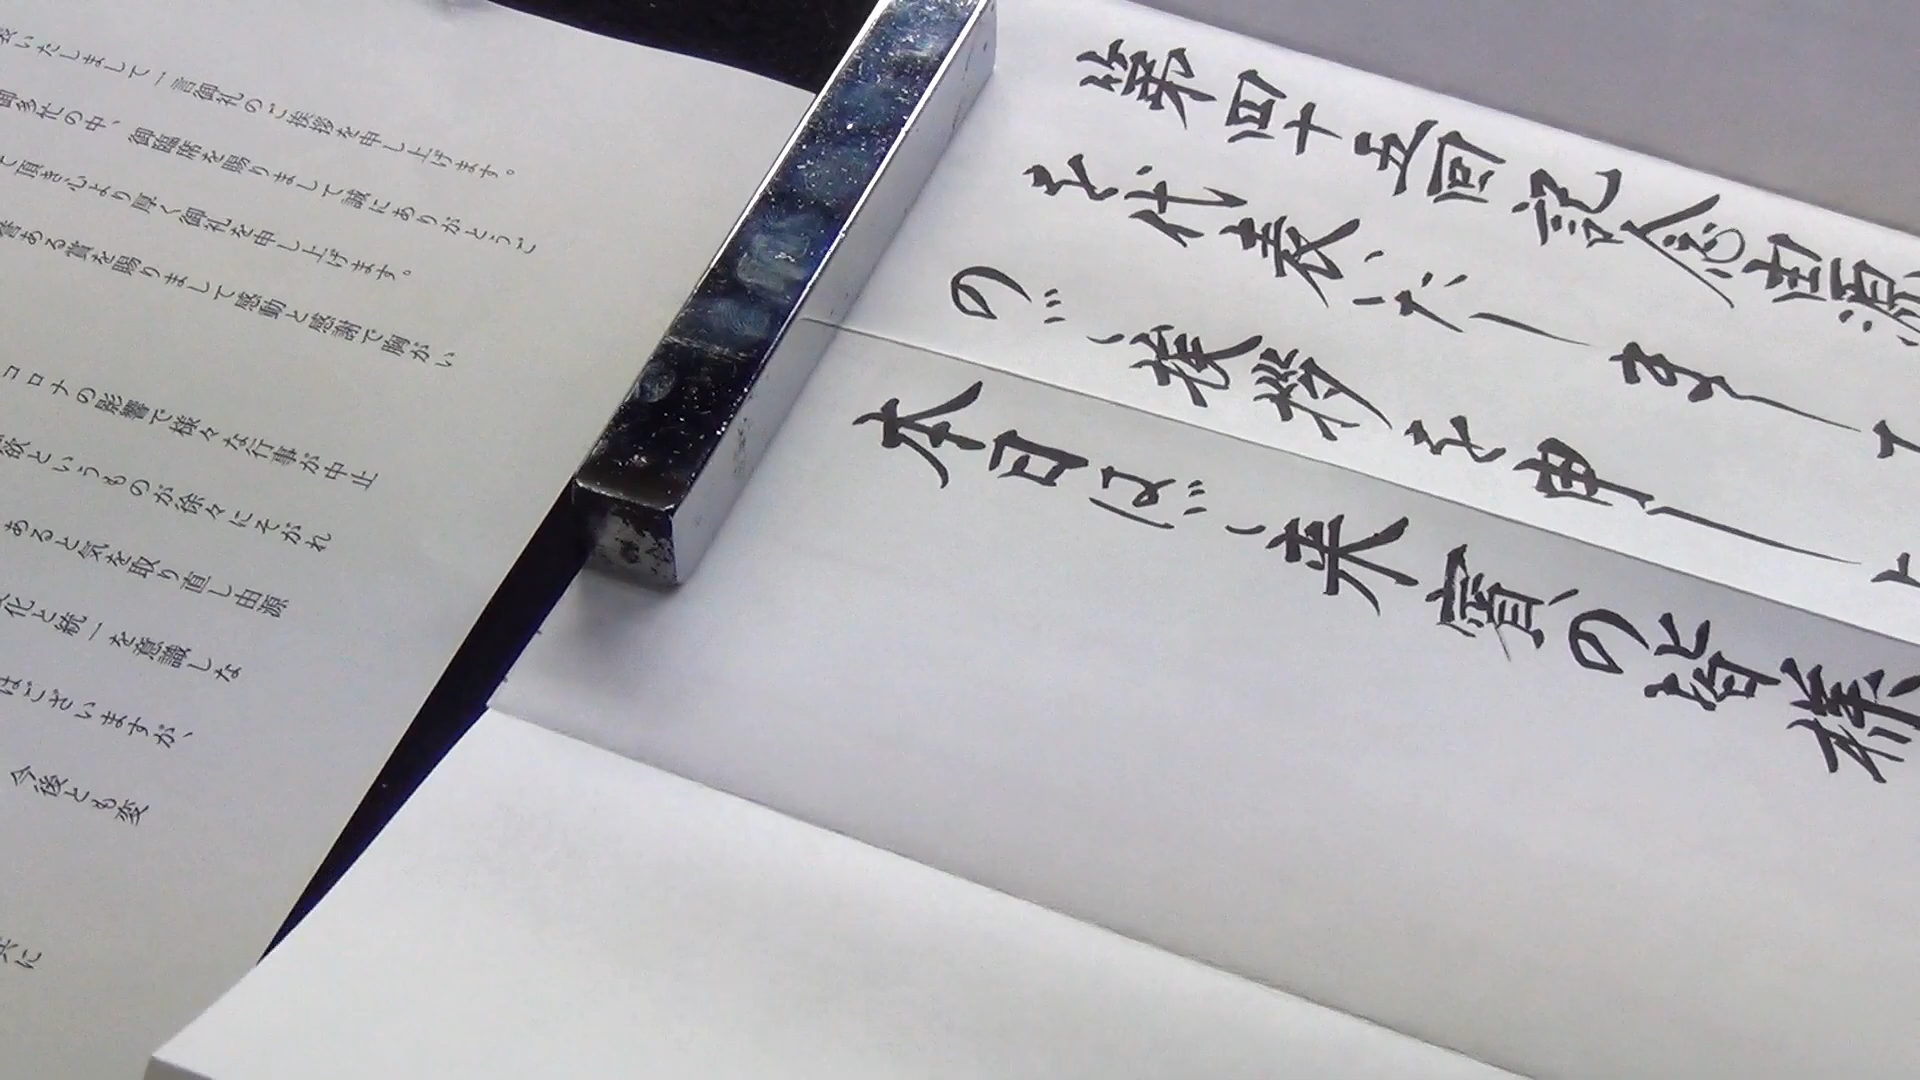 第四十五回記念由源
を代表いたしまして
のご挨拶を申し上
本日はご来賓の皆様
表いたしまして一言御礼のご挨拶を申し上げます。
御多忙の中、御臨席を賜りまして誠にありがとうご
て頂き心より厚く御礼を申し上げます。
誉ある賞を賜りまして感動と感謝で胸がい
コロナの影響で様々な行事が中止
欲というものが徐々にそがれ
あると気を取り直し由源
文化と統一を意識しな
はございますが、
今後とも変
共に